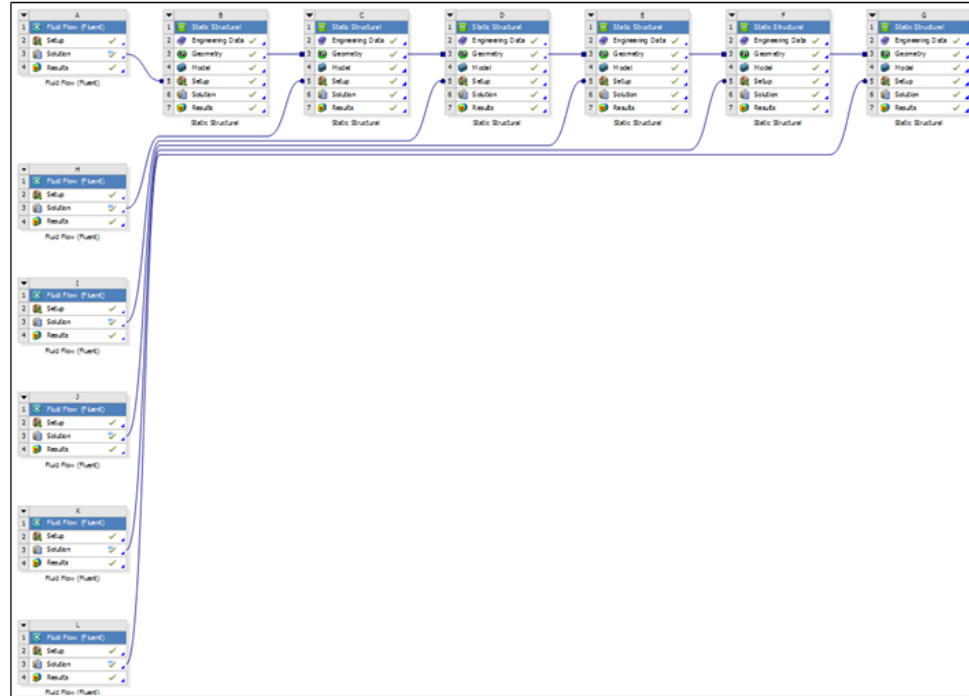 A
1 Fluid Flow (Fluent)
2 Setup
3 Solution
4 Results
Fluid Flow (Fluent)
B
1 Static Structural
2 Engineering Data
3 Geometry
4 Model
5 Setup
6 Solution
7 Results
Static Structural
C
1 Static Structural
2 Engineering Data
3 Geometry
4 Model
5 Setup
6 Solution
7 Results
Static Structural
D
1 Static Structural
2 Engineering Data
3 Geometry
4 Model
5 Setup
6 Solution
7 Results
Static Structural
E
1 Static Structural
2 Engineering Data
3 Geometry
4 Model
5 Setup
6 Solution
7 Results
Static Structural
F
1 Static Structural
2 Engineering Data
3 Geometry
4 Model
5 Setup
6 Solution
7 Results
Static Structural
G
1 Static Structural
2 Engineering Data
3 Geometry
4 Model
5 Setup
6 Solution
7 Results
Static Structural
H
1 Fluid Flow (Fluent)
2 Setup
3 Solution
4 Results
Fluid Flow (Fluent)
I
1 Fluid Flow (Fluent)
2 Setup
3 Solution
4 Results
Fluid Flow (Fluent)
J
1 Fluid Flow (Fluent)
2 Setup
3 Solution
4 Results
Fluid Flow (Fluent)
K
1 Fluid Flow (Fluent)
2 Setup
3 Solution
4 Results
Fluid Flow (Fluent)
L
1 Fluid Flow (Fluent)
2 Setup
3 Solution
4 Results
Fluid Flow (Fluent)